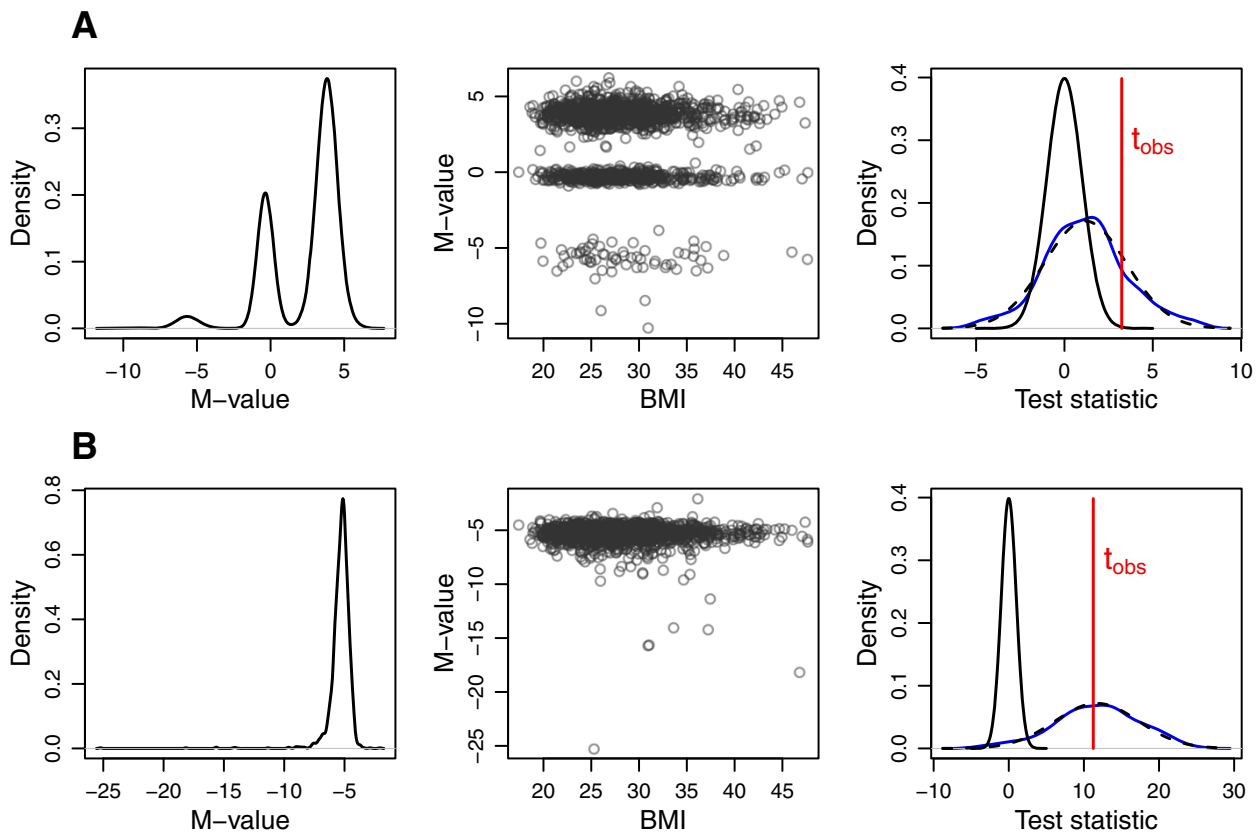 A
Density
0.0 0.1 0.2 0.3
−10 −5 0 5
M−value
M−value
−10 −5 0 5
20 25 30 35 40 45
BMI
Density
0.0 0.1 0.2 0.3 0.4
tobs
−5 0 5 10
Test statistic
B
Density
0.0 0.2 0.4 0.6 0.8
−25 −20 −15 −10 −5
M−value
M−value
−25 −20 −15 −10 −5
20 25 30 35 40 45
BMI
Density
0.0 0.1 0.2 0.3 0.4
tobs
−10 0 10 20 30
Test statistic